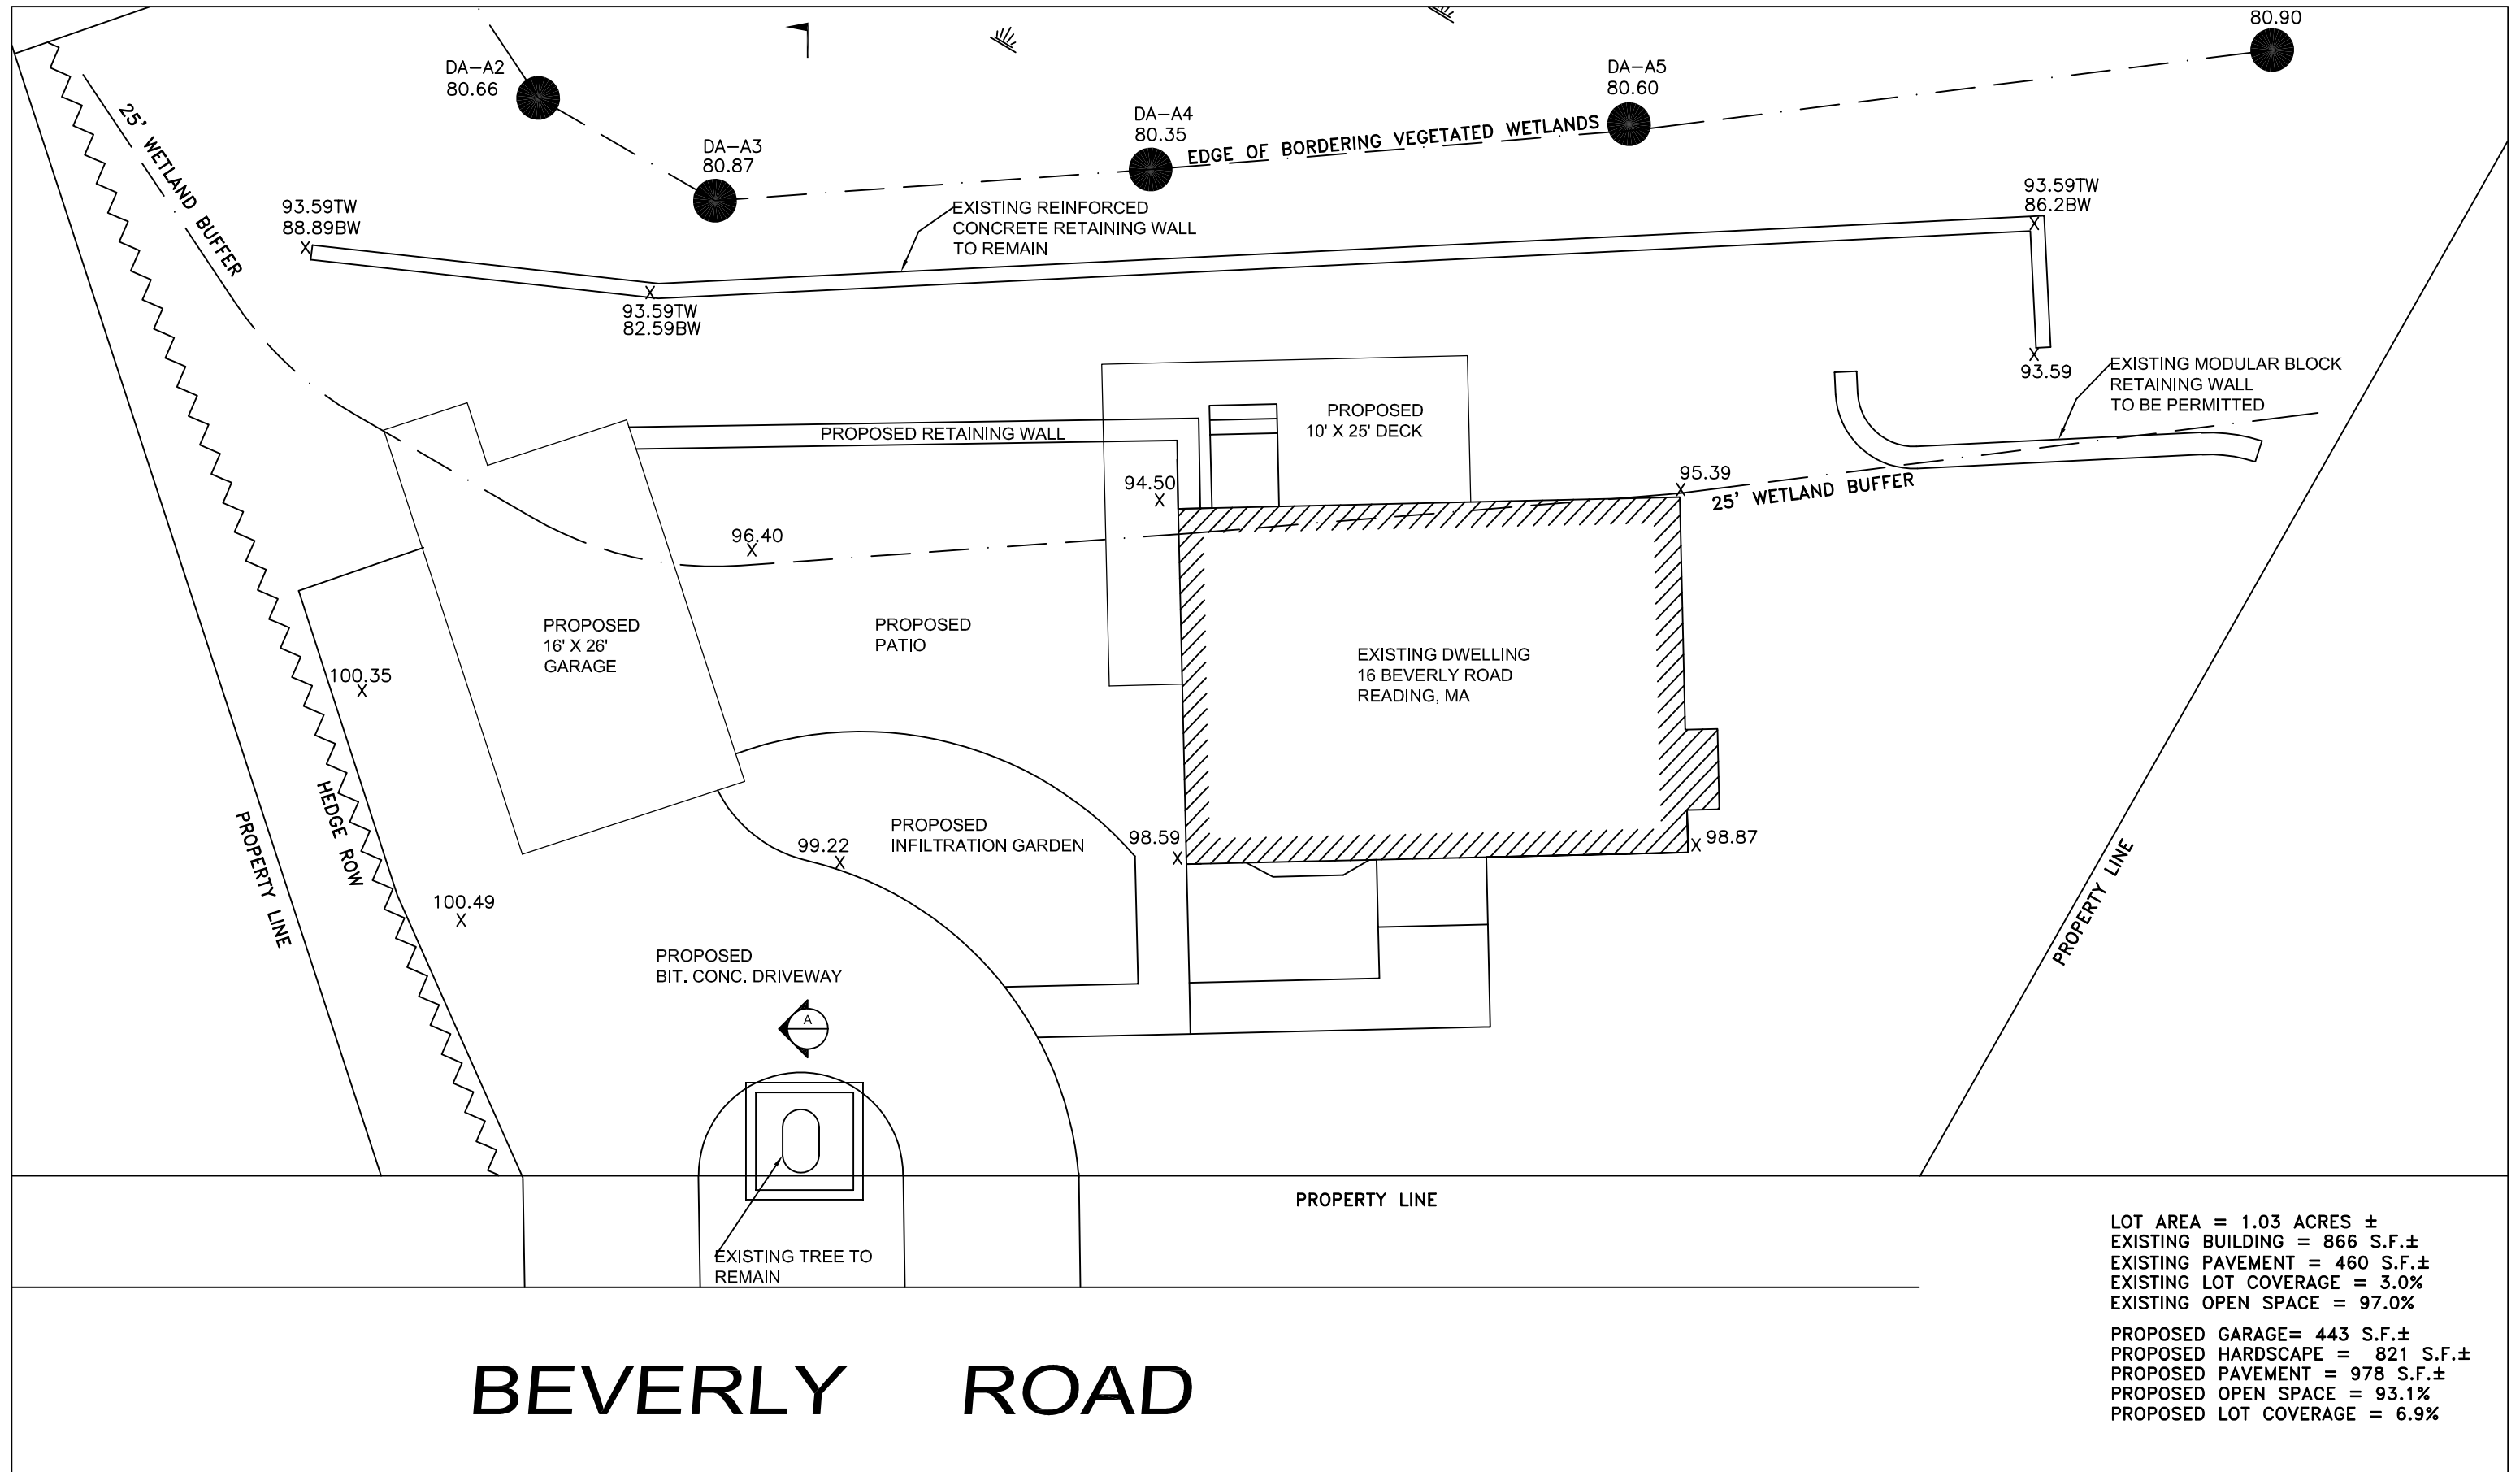 80.90
DA-A2
80.66
DA-A5
80.60
DA-A4
80.35
DA-A3
80.87
EDGE OF BORDERING VEGETATED WETLANDS
25' WETLAND BUFFER
93.59TW
88.89BW
X
EXISTING REINFORCED
CONCRETE RETAINING WALL
TO REMAIN
93.59TW
86.2BW
X
X
93.59TW
82.59BW
X
93.59
EXISTING MODULAR BLOCK
RETAINING WALL
TO BE PERMITTED
PROPOSED
10' X 25' DECK
PROPOSED RETAINING WALL
94.50
X
95.39
X
25' WETLAND BUFFER
96.40
X
PROPOSED
16' X 26'
GARAGE
PROPOSED
PATIO
EXISTING DWELLING
16 BEVERLY ROAD
READING, MA
100.35
X
HEDGE ROW
PROPERTY LINE
PROPOSED
INFILTRATION GARDEN
99.22
X
98.59
X
X 98.87
PROPERTY LINE
100.49
X
PROPOSED
BIT. CONC. DRIVEWAY
A
PROPERTY LINE
EXISTING TREE TO
REMAIN
LOT AREA = 1.03 ACRES ±
EXISTING BUILDING = 866 S.F.±
EXISTING PAVEMENT = 460 S.F.±
EXISTING LOT COVERAGE = 3.0%
EXISTING OPEN SPACE = 97.0%
PROPOSED GARAGE= 443 S.F.±
PROPOSED HARDSCAPE = 821 S.F.±
PROPOSED PAVEMENT = 978 S.F.±
PROPOSED OPEN SPACE = 93.1%
PROPOSED LOT COVERAGE = 6.9%
BEVERLY ROAD